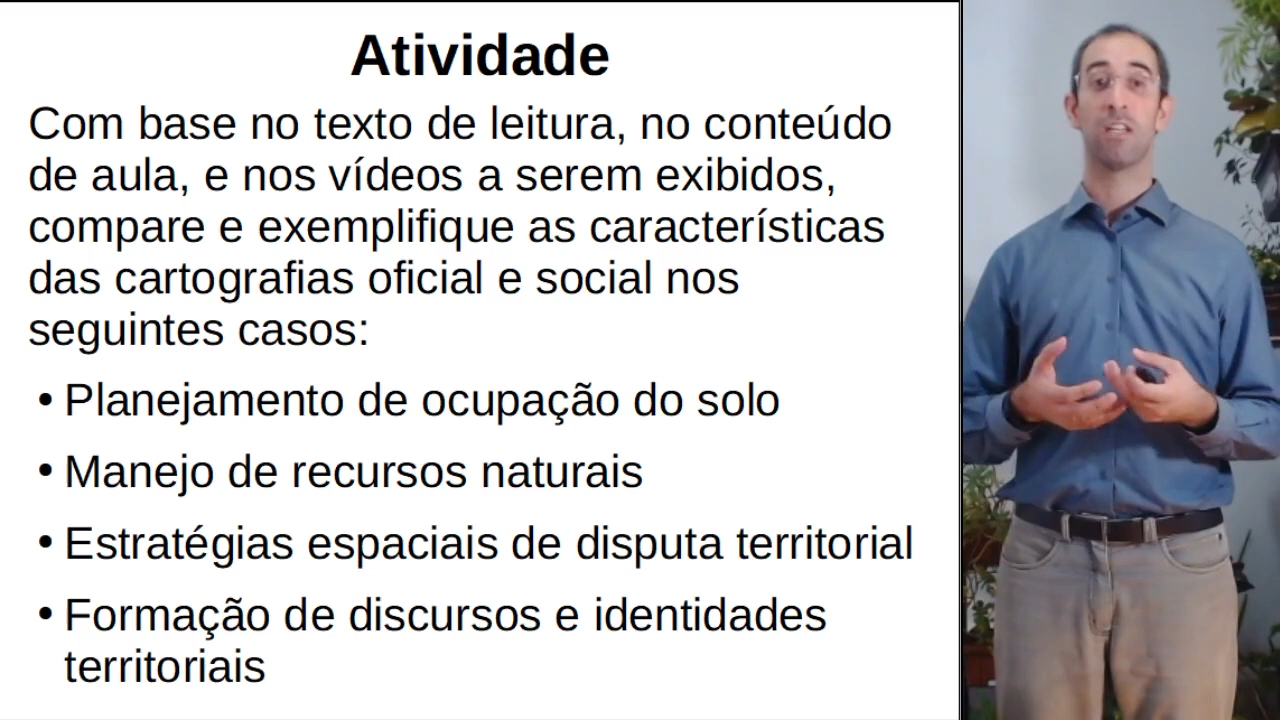 Atividade
Com base no texto de leitura, no conteúdo
de aula, e nos vídeos a serem exibidos,
compare e exemplifique as características
das cartografias oficial e social nos
seguintes casos:
• Planejamento de ocupação do solo
• Manejo de recursos naturais
• Estratégias espaciais de disputa territorial
• Formação de discursos e identidades
territoriais